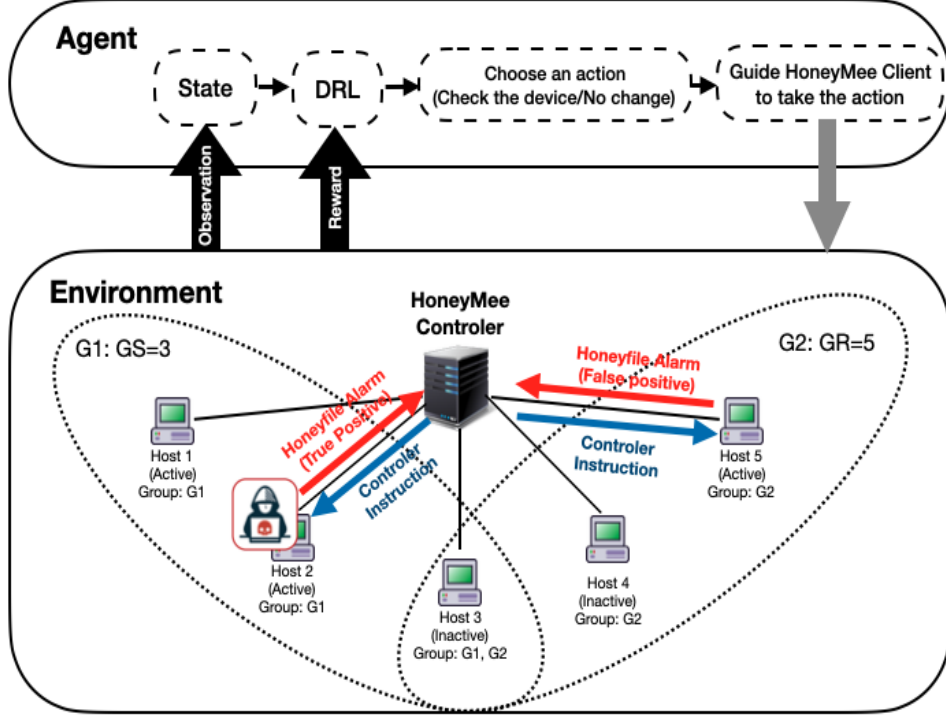 Agent
State
DRL
Choose an action
(Check the device/No change)
Guide HoneyMee Client
to take the action
Observation
Reward
Environment
HoneyMee
Controler
G1: GS=3
G2: GR=5
Honeyfile Alarm
(True Positive)
Honeyfile Alarm
(False positive)
Controler
Instruction
Controler
Instruction
Host 1
(Active)
Group: G1
Host 2
(Active)
Group: G1
Host 3
(Inactive)
Group: G1, G2
Host 4
(Inactive)
Group: G2
Host 5
(Active)
Group: G2